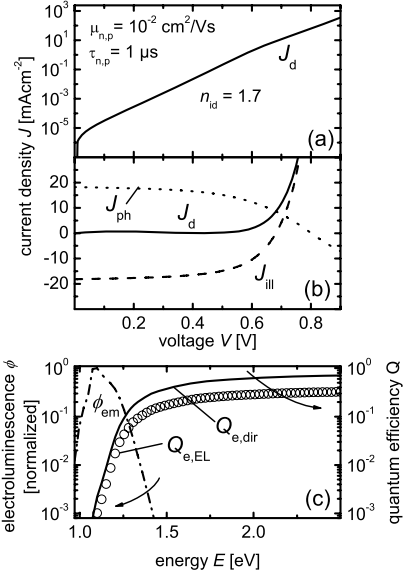 10³
10¹
10⁻¹
10⁻³
10⁻⁵
current density J [mAcm⁻²]
μn,p = 10⁻² cm²/Vs
τn,p = 1 μs
Jd
nid = 1.7
(a)
20
10
0
-10
-20
Jph
Jd
Jill
(b)
0.2 0.4 0.6 0.8
voltage V [V]
electroluminescence ϕ
[normalized]
10⁰
10⁻¹
10⁻²
10⁻³
ϕem
Qe,dir
Qe,EL
(c)
10⁰
10⁻¹
10⁻²
10⁻³
quantum efficiency Q
1.0 1.5 2.0
energy E [eV]